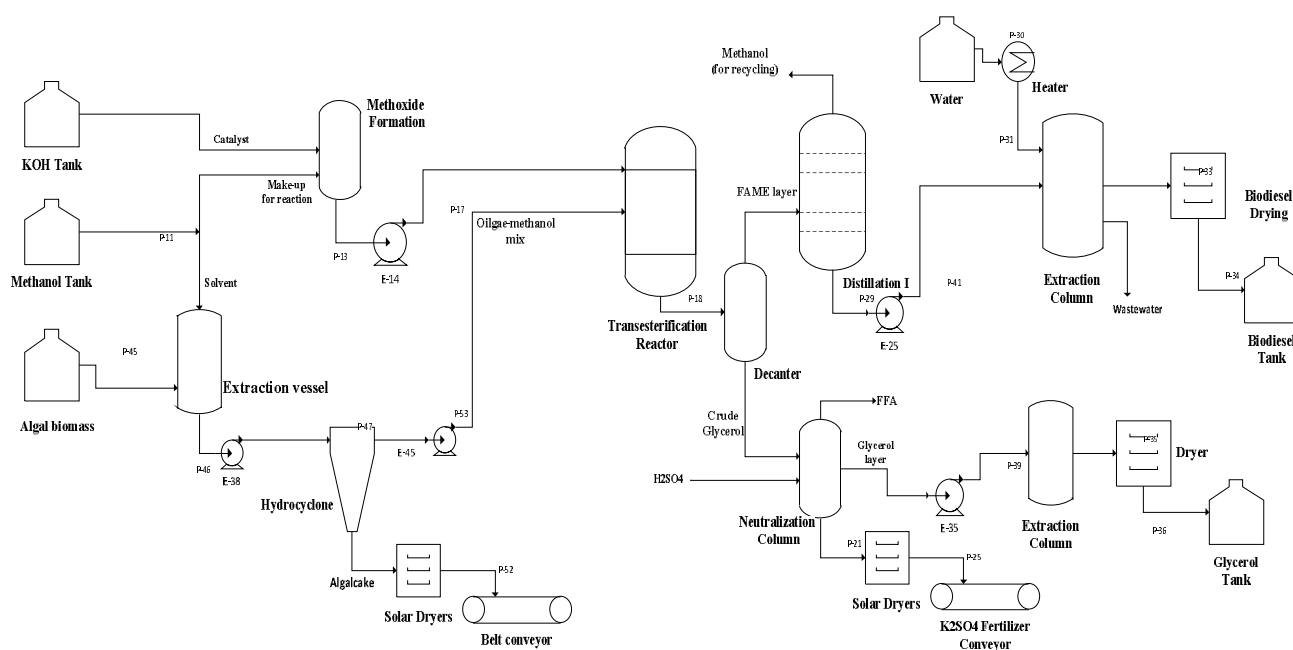 P-30
Methanol
(for recycling)
Water
Heater
Methoxide
Formation
Catalyst
KOH Tank
P-31
P-33
Make-up
for reaction
FAME layer
Biodiesel
Drying
P-17
Oilgae-methanol
mix
P-11
P-13
E-14
Methanol Tank
Solvent
Distillation I
P-41
Extraction
Column
P-34
P-18
P-29
Wastewater
Transesterification
Reactor
E-25
Biodiesel
Tank
P-45
Extraction vessel
Decanter
Algal biomass
Crude
Glycerol
FFA
P-53
P-47
Glycerol
layer
P-35
Dryer
E-45
P-46
E-38
P-39
H2SO4
Hydrocyclone
Neutralization
Column
E-35
Extraction
Column
P-36
Glycerol
Tank
P-21
P-25
Algalcake
P-52
Solar Dryers
Solar Dryers
Belt conveyor
K2SO4 Fertilizer
Conveyor